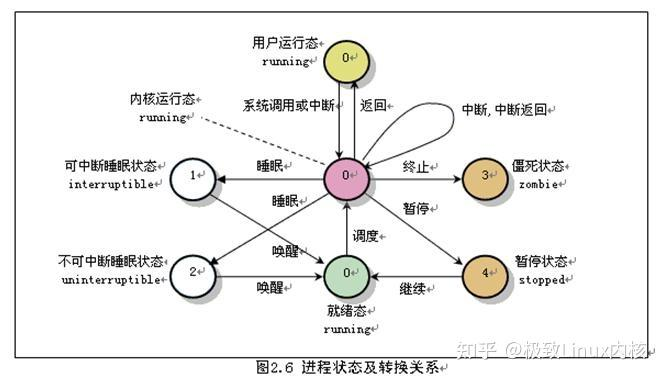 用户运行态
running
0
内核运行态
running
系统调用或中断
返回
中断,中断返回
可中断睡眠状态
interruptible
1
睡眠
0
终止
3
僵死状态
zombie
睡眠
暂停
唤醒
调度
不可中断睡眠状态
uninterruptible
2
唤醒
0
继续
4
暂停状态
stopped
就绪态
running
知乎 @极致Linux内核
图2.6 进程状态及转换关系